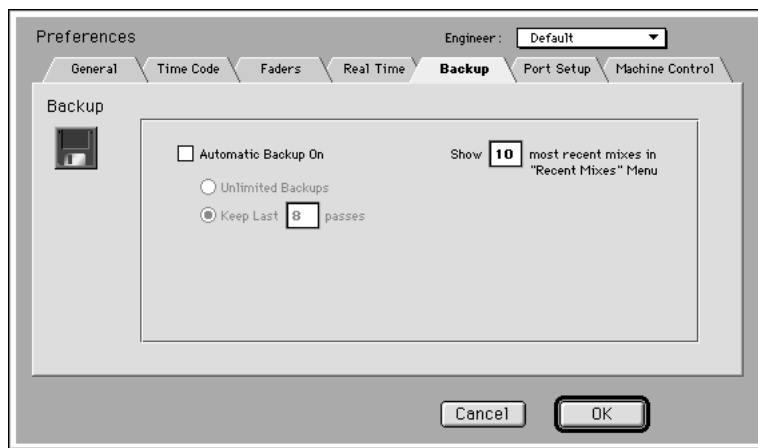 Preferences
Engineer: Default
General Time Code Faders Real Time Backup Port Setup Machine Control
Backup
Automatic Backup On
Show 10 most recent mixes in
"Recent Mixes" Menu
Unlimited Backups
Keep Last 8 passes
Cancel OK